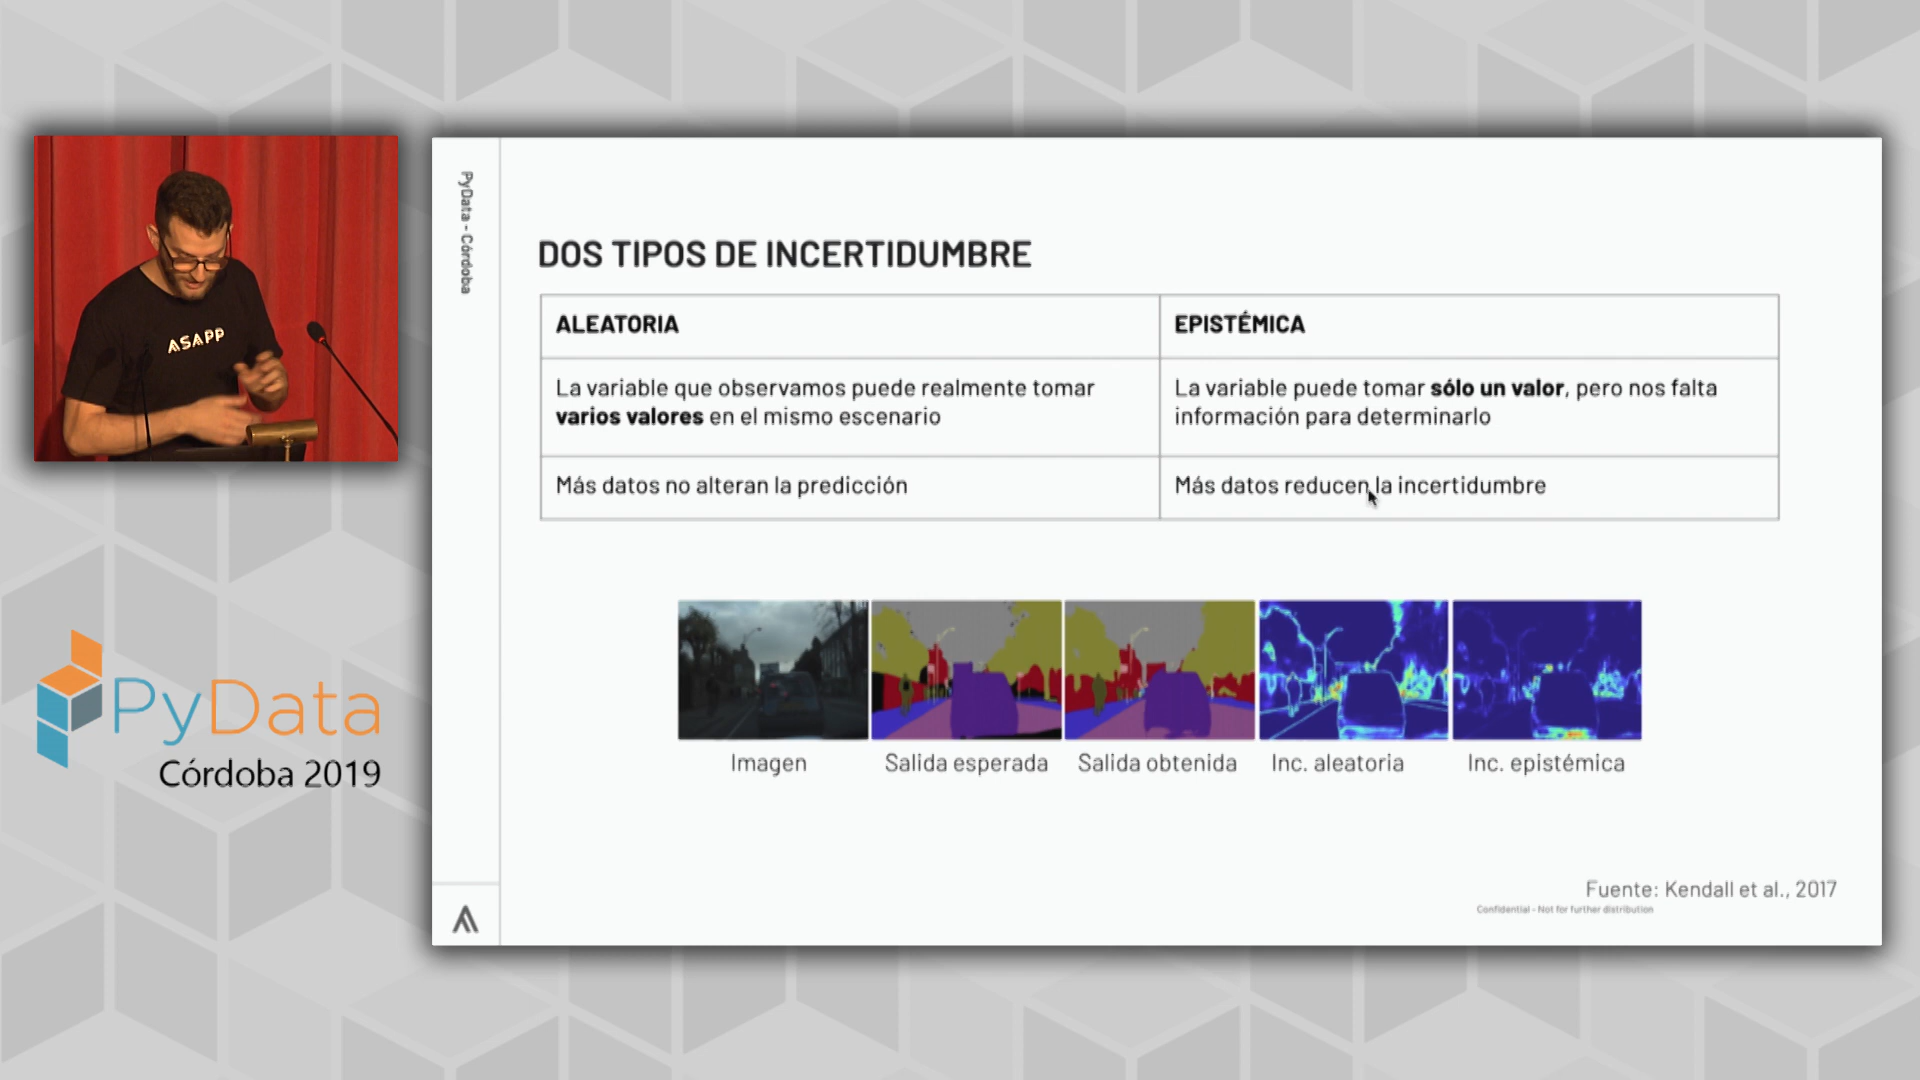 ASAPP
PyData
Córdoba 2019
PyData - Córdoba
DOS TIPOS DE INCERTIDUMBRE
ALEATORIA
EPISTÉMICA
La variable que observamos puede realmente tomar
varios valores en el mismo escenario
La variable puede tomar sólo un valor, pero nos falta
información para determinarlo
Más datos no alteran la predicción
Más datos reducen la incertidumbre
Imagen
Salida esperada
Salida obtenida
Inc. aleatoria
Inc. epistémica
Fuente: Kendall et al., 2017
Confidential - Not for further distribution